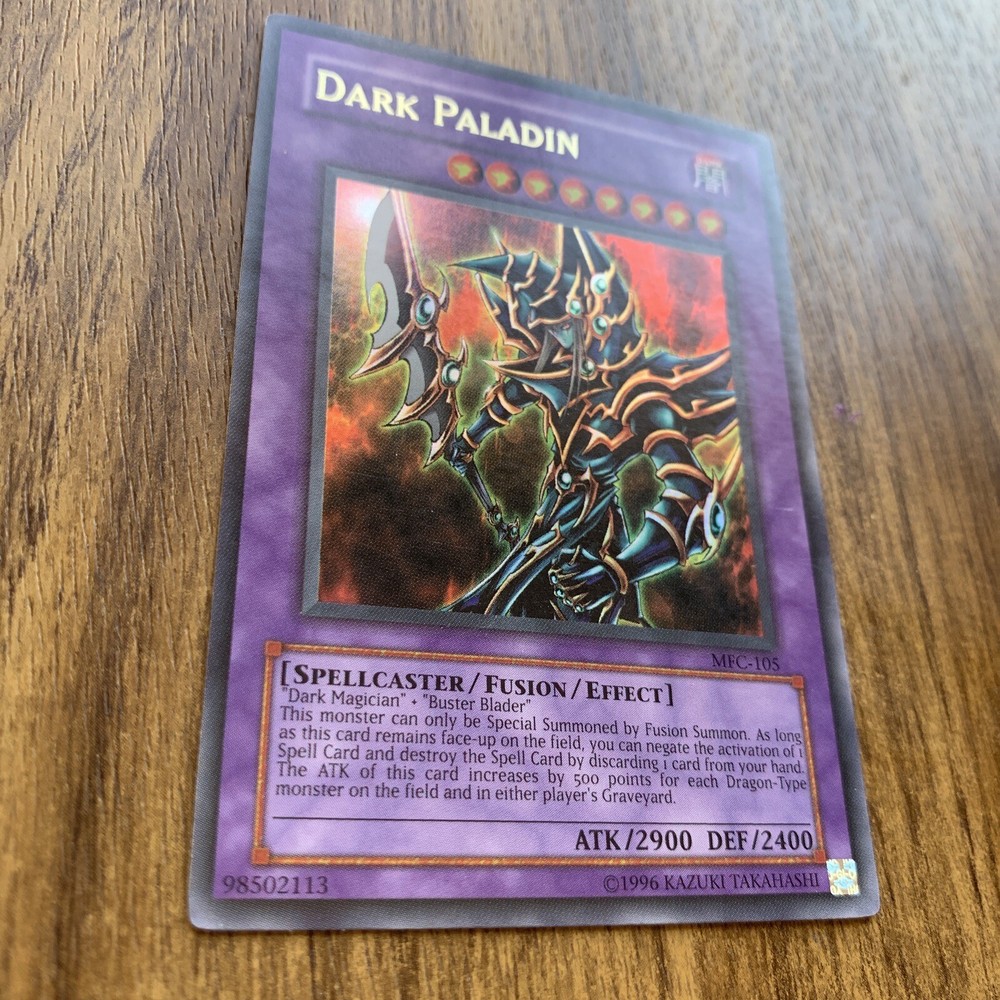 DARK PALADIN
闇
MFC-105
[SPELLCASTER/FUSION/EFFECT]
"Dark Magician" + "Buster Blader"
This monster can only be Special Summoned by Fusion Summon. As long
as this card remains face-up on the field, you can negate the activation of 1
Spell Card and destroy the Spell Card by discarding 1 card from your hand.
The ATK of this card increases by 500 points for each Dragon-Type
monster on the field and in either player's Graveyard.
ATK/2900 DEF/2400
98502113
©1996 KAZUKI TAKAHASHI